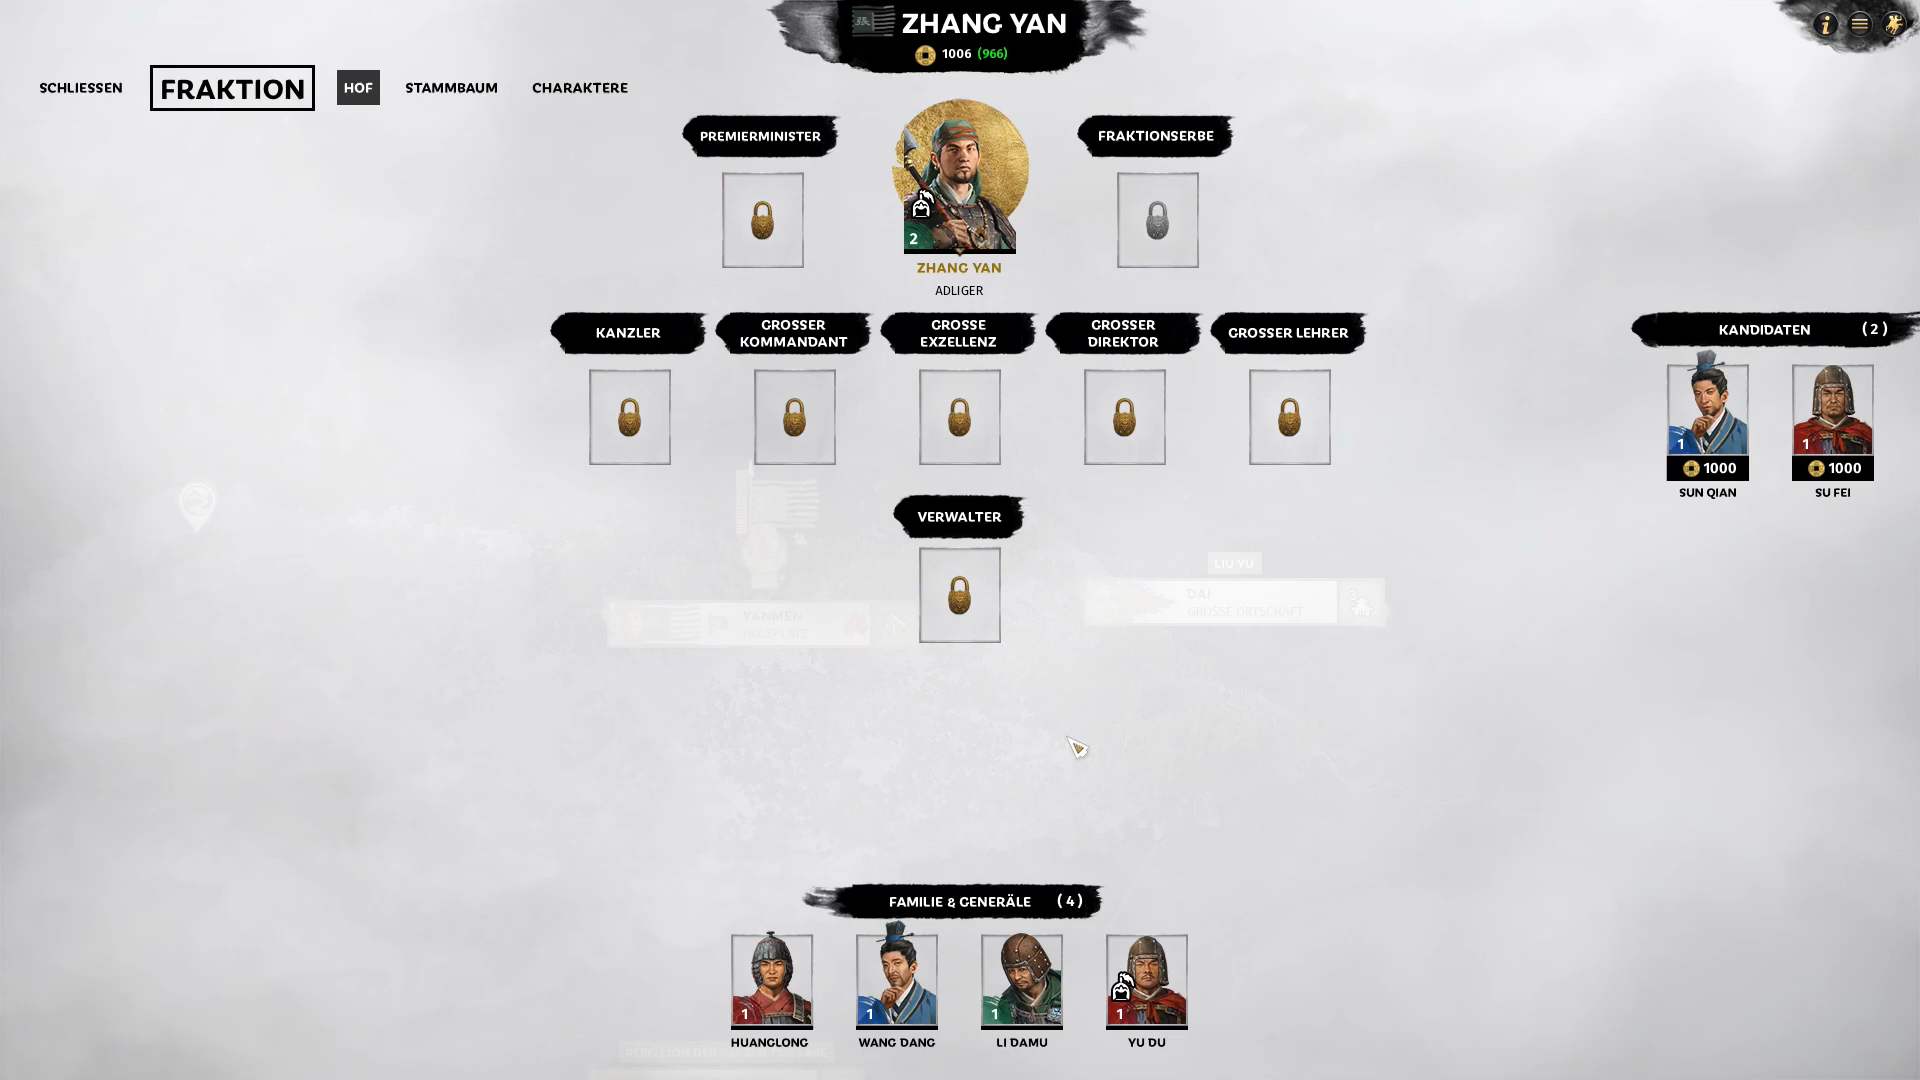 ZHANG YAN
1006 (966)
SCHLIESSEN
FRAKTION
HOF
STAMMBAUM
CHARAKTERE
PREMIERMINISTER
FRAKTIONSERBE
2
ZHANG YAN
ADLIGER
KANZLER
GROSSER
KOMMANDANT
GROSSE
EXZELLENZ
GROSSER
DIREKTOR
GROSSER LEHRER
KANDIDATEN (2)
1
1000
SUN QIAN
1
1000
SU FEI
VERWALTER
LIU YU
DAI
GROSSE ORTSCHAFT
3
YANMEN
HOLZPLATZ
FAMILIE & GENERÄLE (4)
1
HUANGLONG
1
WANG DANG
1
LI DAMU
1
YU DU